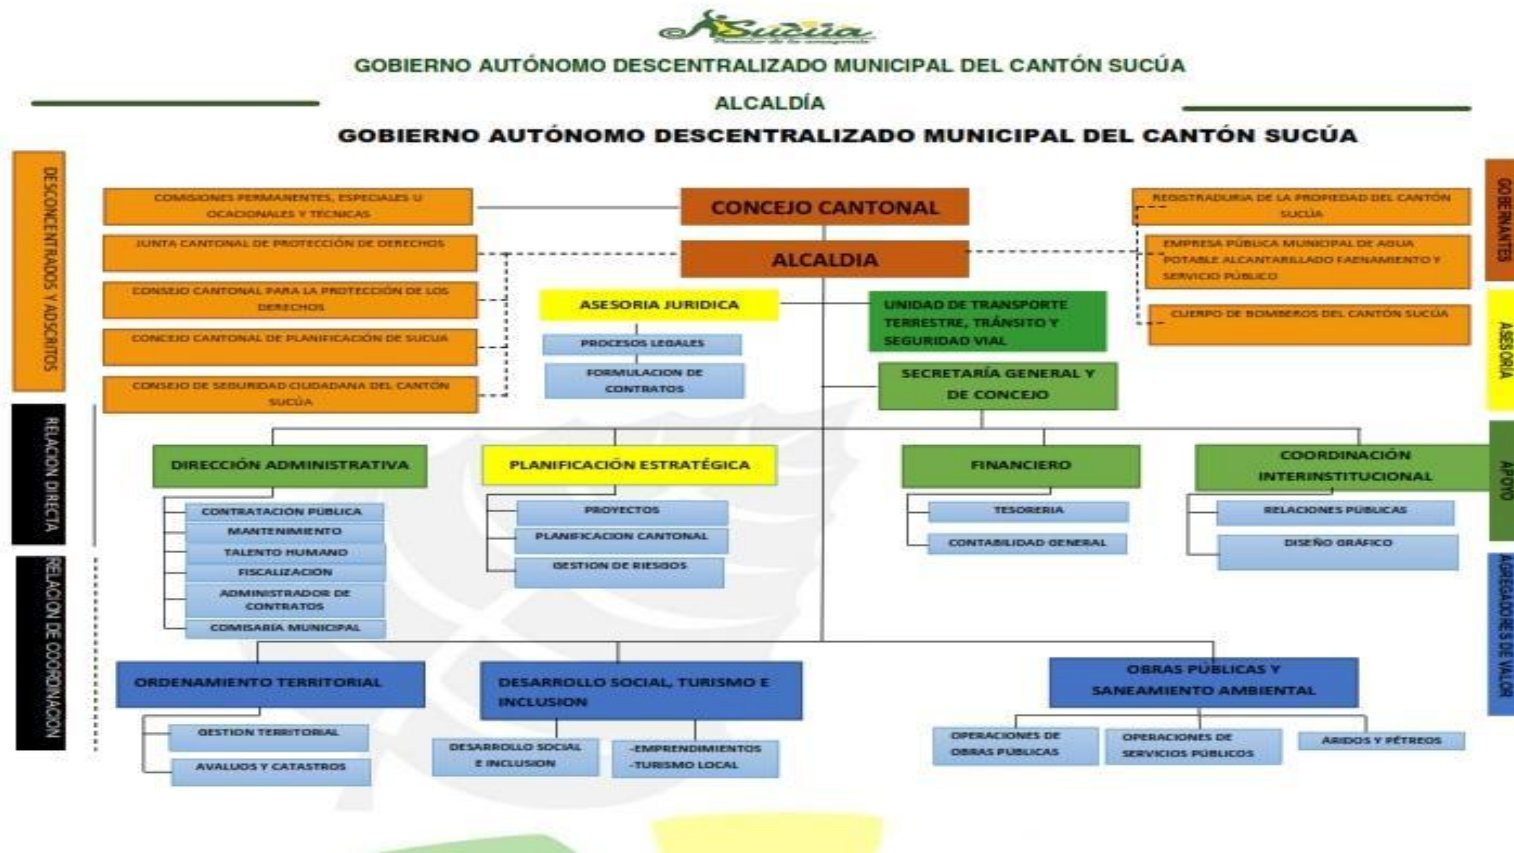 Sucúa
GOBIERNO AUTÓNOMO DESCENTRALIZADO MUNICIPAL DEL CANTÓN SUCÚA
ALCALDÍA
GOBIERNO AUTÓNOMO DESCENTRALIZADO MUNICIPAL DEL CANTÓN SUCÚA
DESCONCENTRADOS Y ADSCRITOS
RELACION DIRECTA
RELACION DE COORDINACION
COMISIONES PERMANENTES, ESPECIALES U
OCACIONALES Y TÉCNICAS
JUNTA CANTONAL DE PROTECCIÓN DE DERECHOS
CONSEJO CANTONAL PARA LA PROTECCIÓN DE LOS
DERECHOS
CONCEJO CANTONAL DE PLANIFICACIÓN DE SUCUA
CONSEJO DE SEGURIDAD CIUDADANA DEL CANTÓN
SUCÚA
CONCEJO CANTONAL
ALCALDIA
REGISTRADURIA DE LA PROPIEDAD DEL CANTÓN
SUCÚA
EMPRESA PÚBLICA MUNICIPAL DE AGUA
POTABLE ALCANTARILLADO FAENAMIENTO Y
SERVICIO PÚBLICO
CUERPO DE BOMBEROS DEL CANTÓN SUCÚA
GOBERNANTES
ASESORIA
APOYO
AGREGADORES DE VALOR
ASESORIA JURIDICA
PROCESOS LEGALES
FORMULACION DE
CONTRATOS
UNIDAD DE TRANSPORTE
TERRESTRE, TRÁNSITO Y
SEGURIDAD VIAL
SECRETARÍA GENERAL Y
DE CONCEJO
DIRECCIÓN ADMINISTRATIVA
CONTRATACIÓN PÚBLICA
MANTENIMIENTO
TALENTO HUMANO
FISCALIZACIÓN
ADMINISTRADOR DE
CONTRATOS
COMISARÍA MUNICIPAL
PLANIFICACIÓN ESTRATÉGICA
PROYECTOS
PLANIFICACION CANTONAL
GESTION DE RIESGOS
FINANCIERO
TESORERIA
CONTABILIDAD GENERAL
COORDINACIÓN
INTERINSTITUCIONAL
RELACIONES PÚBLICAS
DISEÑO GRÁFICO
ORDENAMIENTO TERRITORIAL
GESTION TERRITORIAL
AVALUOS Y CATASTROS
DESARROLLO SOCIAL, TURISMO E
INCLUSION
DESARROLLO SOCIAL
E INCLUSION
-EMPRENDIMIENTOS
-TURISMO LOCAL
OBRAS PÚBLICAS Y
SANEAMIENTO AMBIENTAL
OPERACIONES DE
OBRAS PÚBLICAS
OPERACIONES DE
SERVICIOS PÚBLICOS
ARIDOS Y PÉTREOS